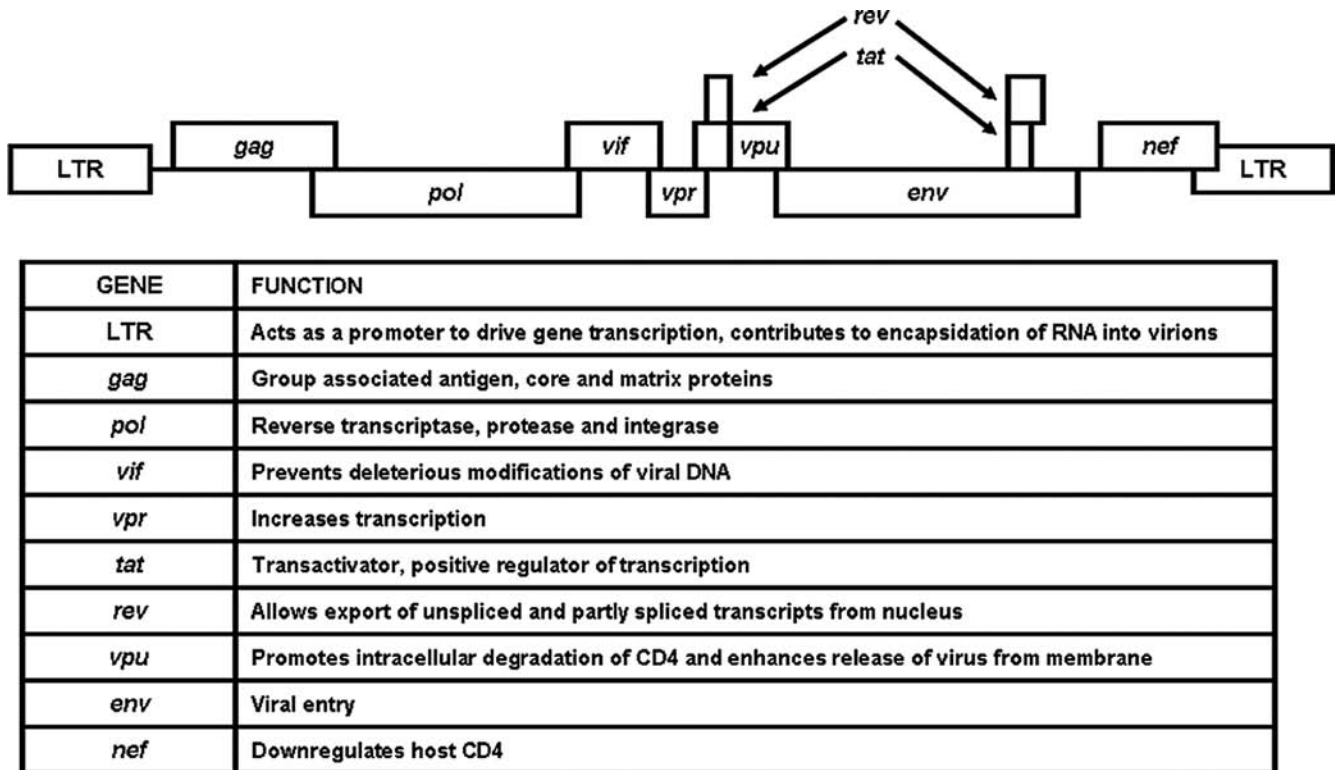 rev
tat
gag
vif
vpu
nef
LTR
LTR
pol
vpr
env
GENE FUNCTION
LTR Acts as a promoter to drive gene transcription, contributes to encapsidation of RNA into virions
gag Group associated antigen, core and matrix proteins
pol Reverse transcriptase, protease and integrase
vif Prevents deleterious modifications of viral DNA
vpr Increases transcription
tat Transactivator, positive regulator of transcription
rev Allows export of unspliced and partly spliced transcripts from nucleus
vpu Promotes intracellular degradation of CD4 and enhances release of virus from membrane
env Viral entry
nef Downregulates host CD4